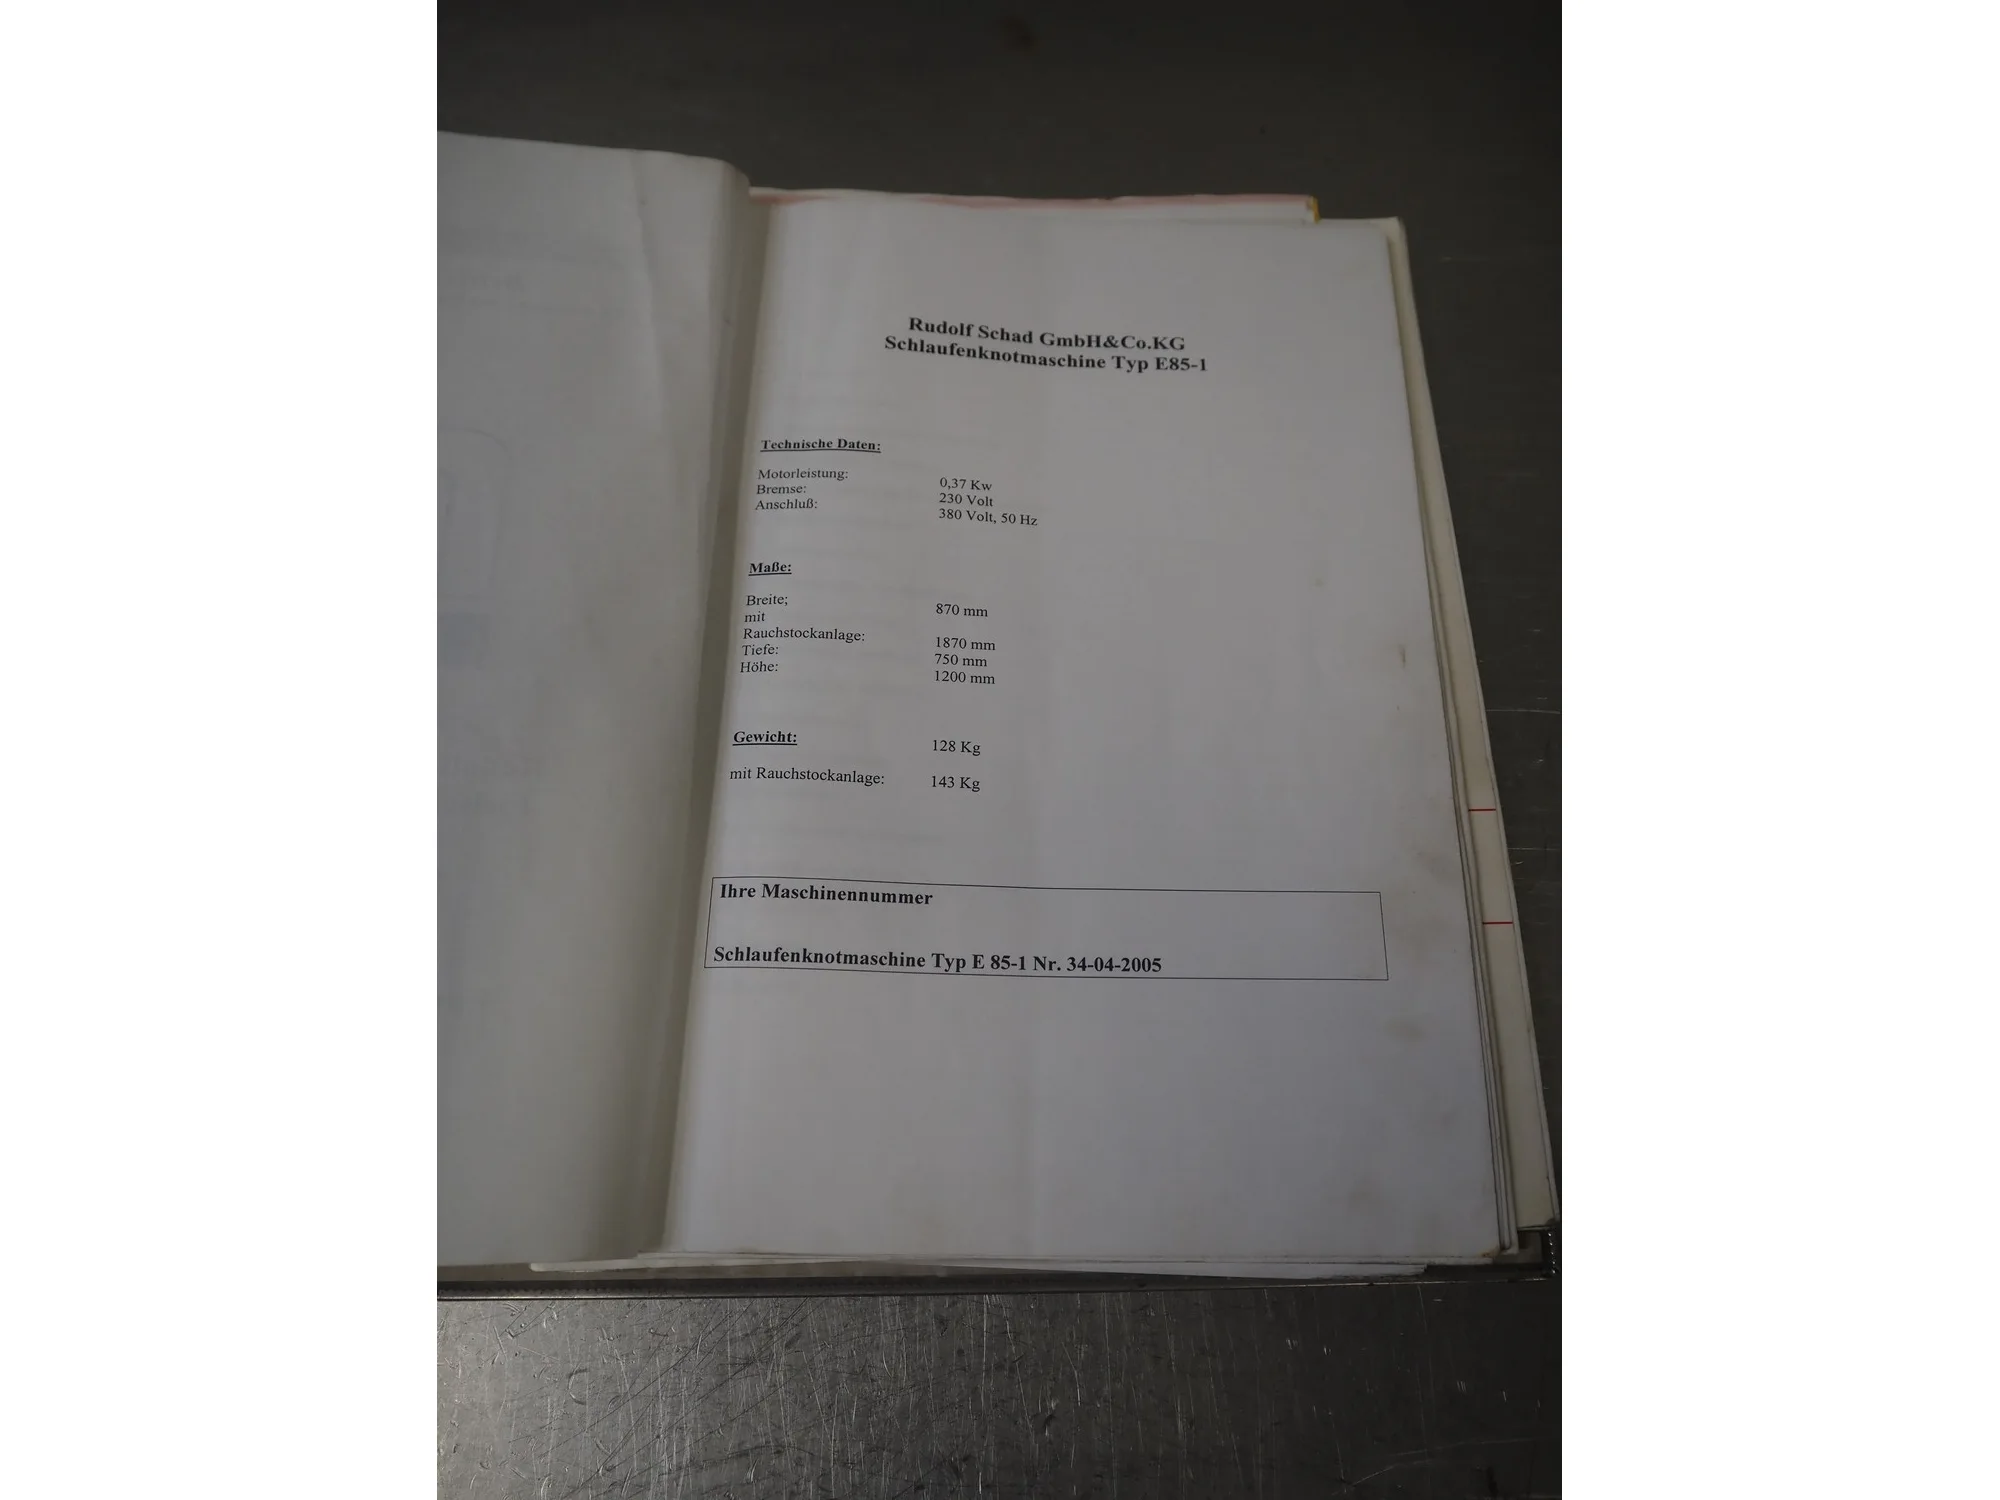 Rudolf Schad GmbH&Co.KG
Schlaufenknotmaschine Typ E85-1
Technische Daten:
Motorleistung: 0,37 Kw
Bremse: 230 Volt
Anschluß: 380 Volt, 50 Hz
Maße:
Breite; 870 mm
mit
Rauchstockanlage: 1870 mm
Tiefe: 750 mm
Höhe: 1200 mm
Gewicht: 128 Kg
mit Rauchstockanlage: 143 Kg
Ihre Maschinennummer
Schlaufenknotmaschine Typ E 85-1 Nr. 34-04-2005